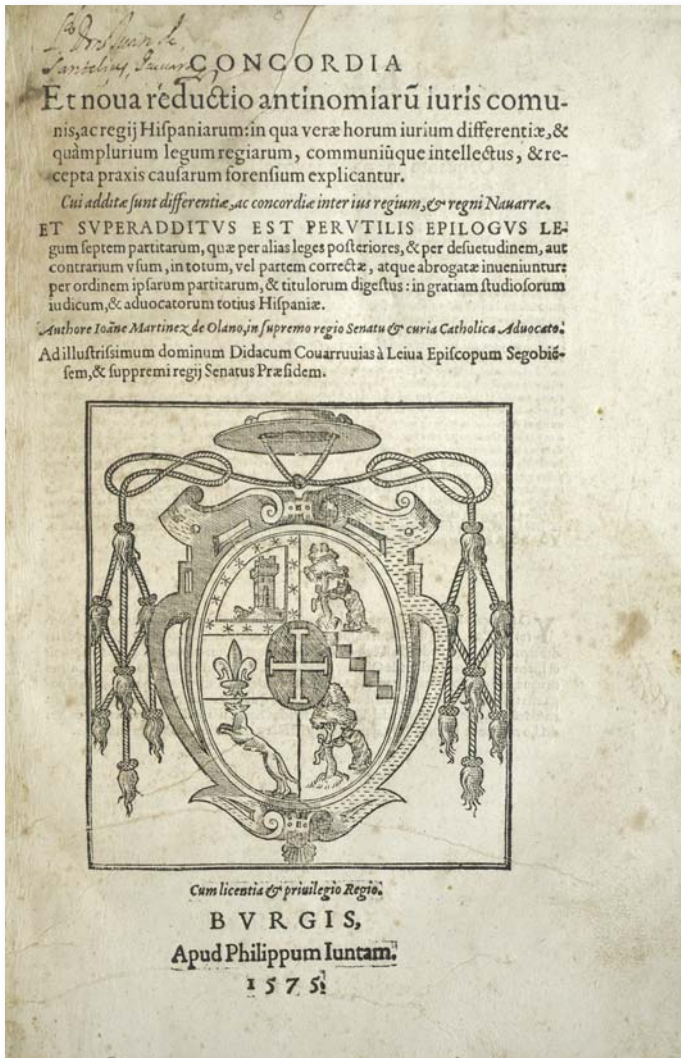 CONCORDIA
Et noua reductio antinomiarũ iuris comu-
nis, ac regij Hiſpaniarum: in qua veræ horum iurium differentiæ, &
quàmplurium legum regiarum, communiũque intellectus, & re-
cepta praxis cauſarum forenſium explicantur.
Cui additæ ſunt differentiæ, ac concordiæ inter ius regium, & regni Nauarræ.
ET SVPERADDITVS EST PERVTILIS EPILOGVS LE-
gum ſeptem partitarum, quæ per alias leges poſteriores, & per deſuetudinem, aut
contrarium vſum, in totum, vel partem correctæ, atque abrogatæ inueniuntur:
per ordinem ipſarum partitarum, & titulorum digeſtus: in gratiam ſtudioſorum
iudicum, & aduocatorum totius Hiſpaniæ.
Authore Ioãne Martinez de Olano, in ſupremo regio Senatu & curia Catholica Aduocato.
Ad illuſtriſsimum dominum Didacum Couarruuias à Leiua Epiſcopum Segobiẽ-
ſem, & ſuppremi regij Senatus Præſidem.
Cum licentia & priuilegio Regio.
BVRGIS,
Apud Philippum Iuntam.
1575.